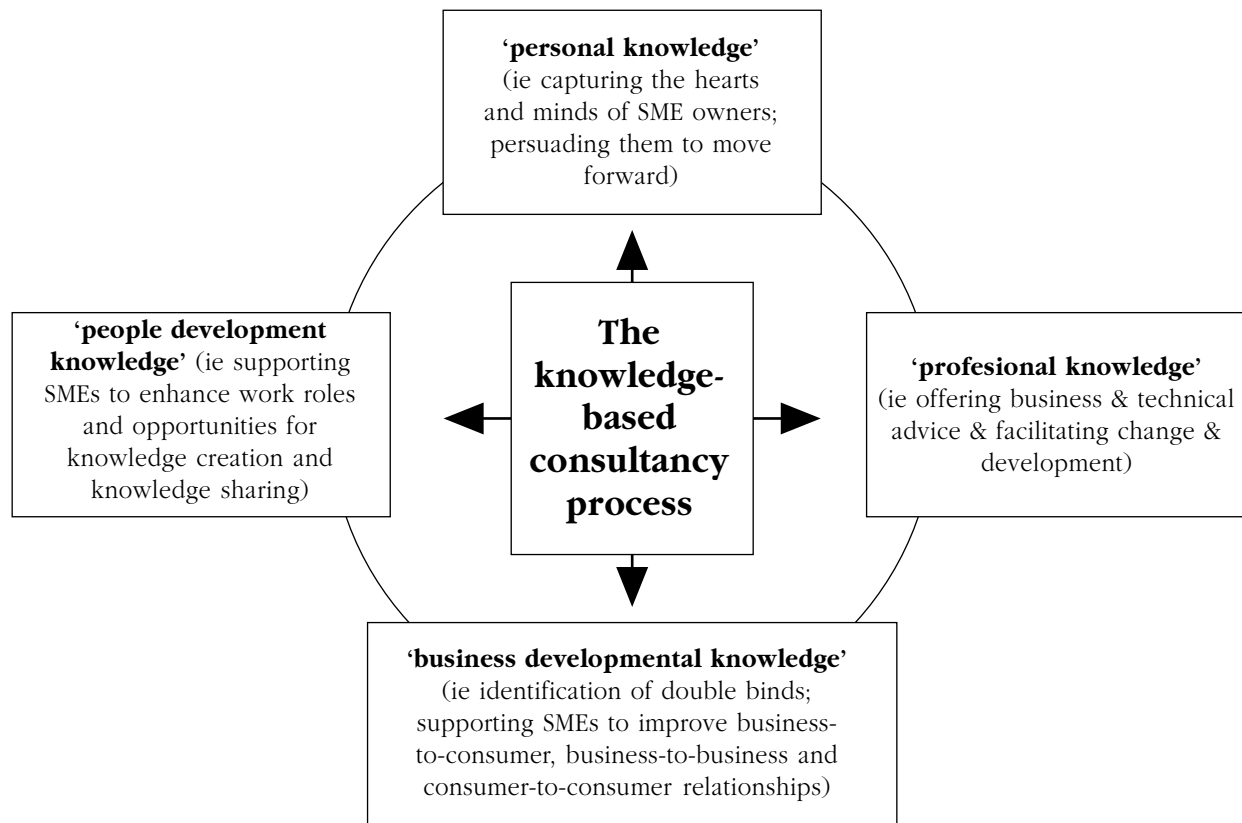 ‘personal knowledge’
(ie capturing the hearts
and minds of SME owners;
persuading them to move
forward)
‘people development
knowledge’ (ie supporting
SMEs to enhance work roles
and opportunities for
knowledge creation and
knowledge sharing)
The
knowledge-
based
consultancy
process
‘profesional knowledge’
(ie offering business & technical
advice & facilitating change &
development)
‘business developmental knowledge’
(ie identification of double binds;
supporting SMEs to improve business-
to-consumer, business-to-business and
consumer-to-consumer relationships)